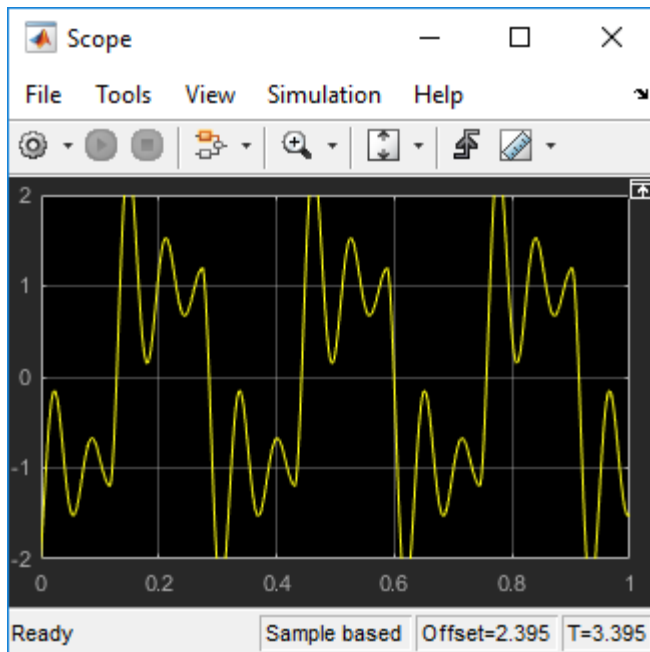 Scope
File Tools View Simulation Help
2
1
0
-1
-2
0 0.2 0.4 0.6 0.8 1
Ready Sample based Offset=2.395 T=3.395